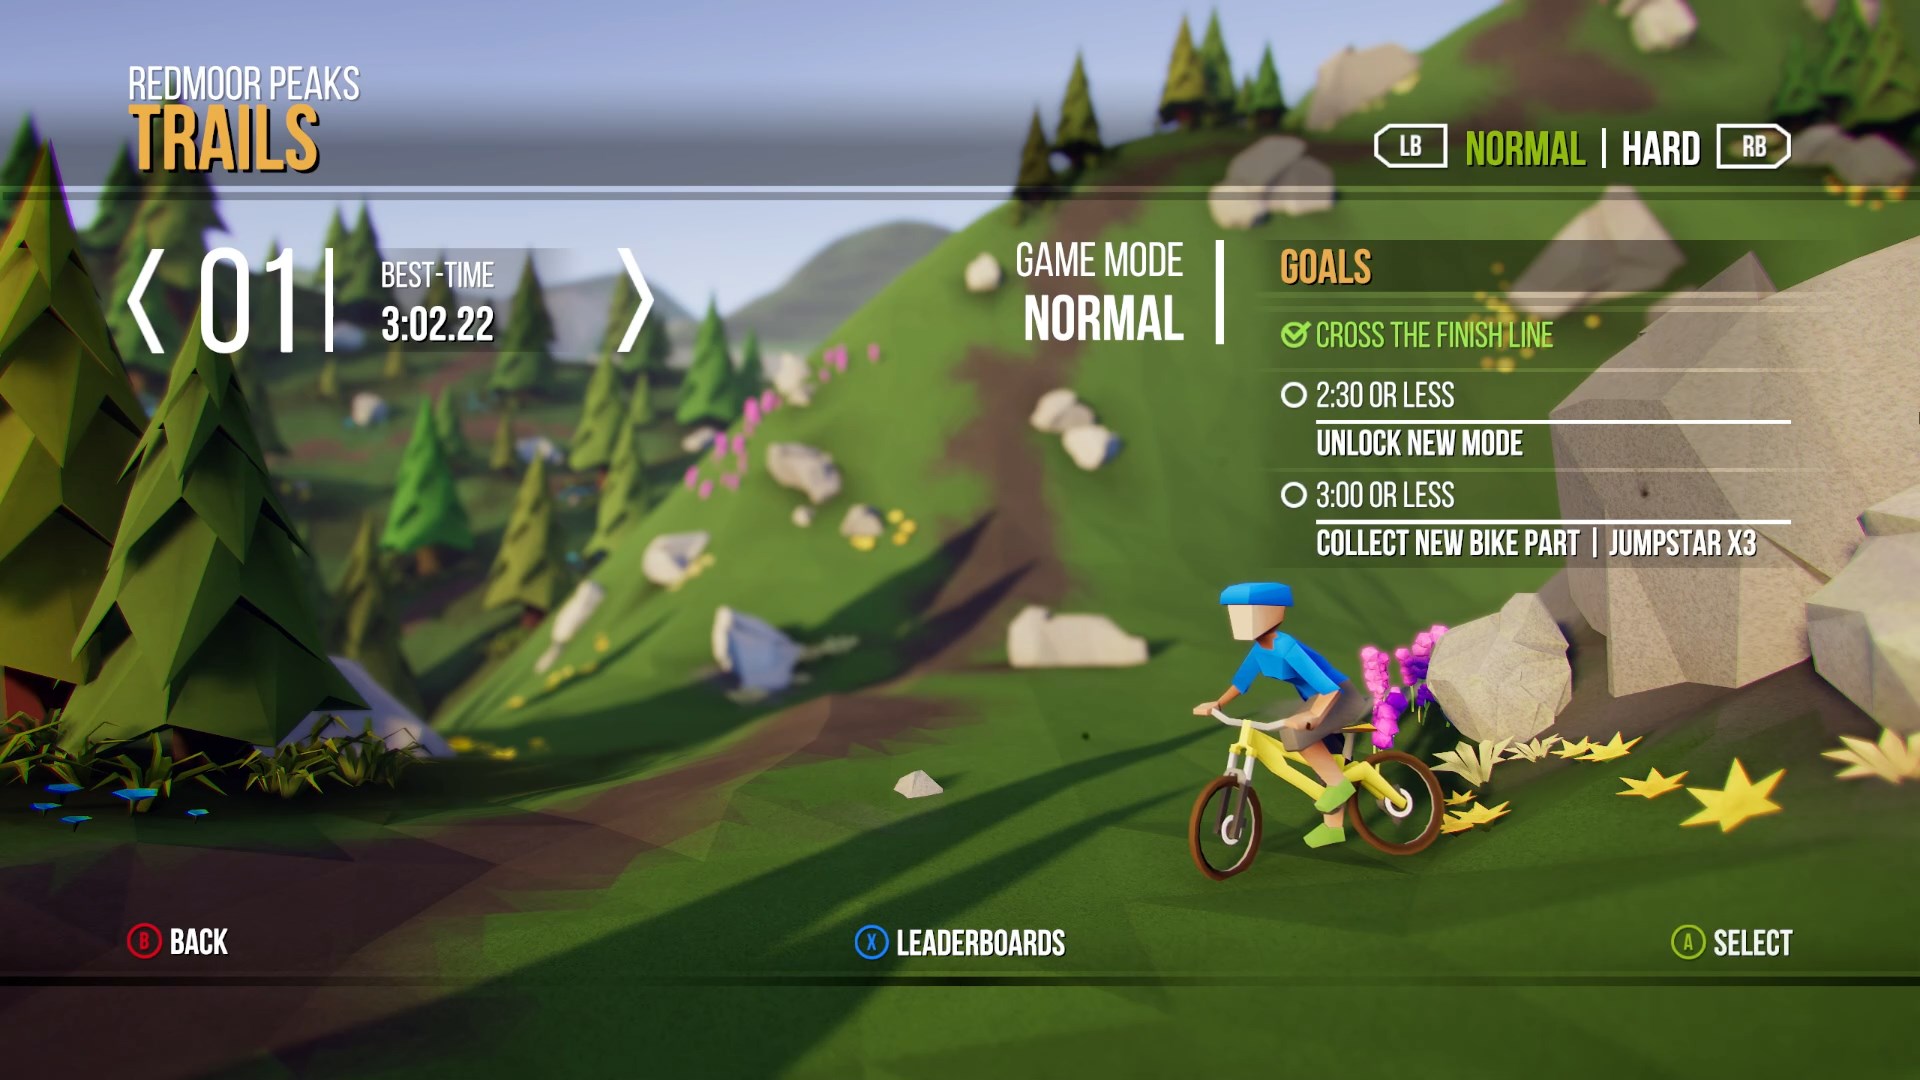 REDMOOR PEAKS
TRAILS
LB NORMAL | HARD RB
01 | BEST-TIME
3:02.22
GAME MODE
NORMAL
GOALS
CROSS THE FINISH LINE
2:30 OR LESS
UNLOCK NEW MODE
3:00 OR LESS
COLLECT NEW BIKE PART | JUMPSTAR X3
B BACK
X LEADERBOARDS
A SELECT